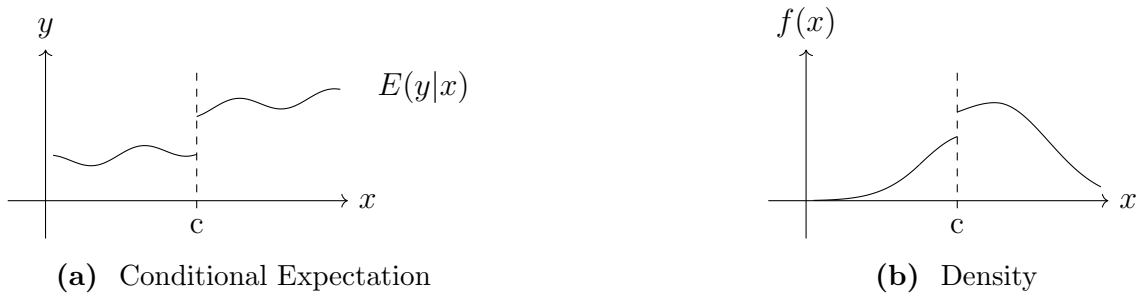 y
E(y|x)
x
c
(a) Conditional Expectation
f(x)
x
c
(b) Density